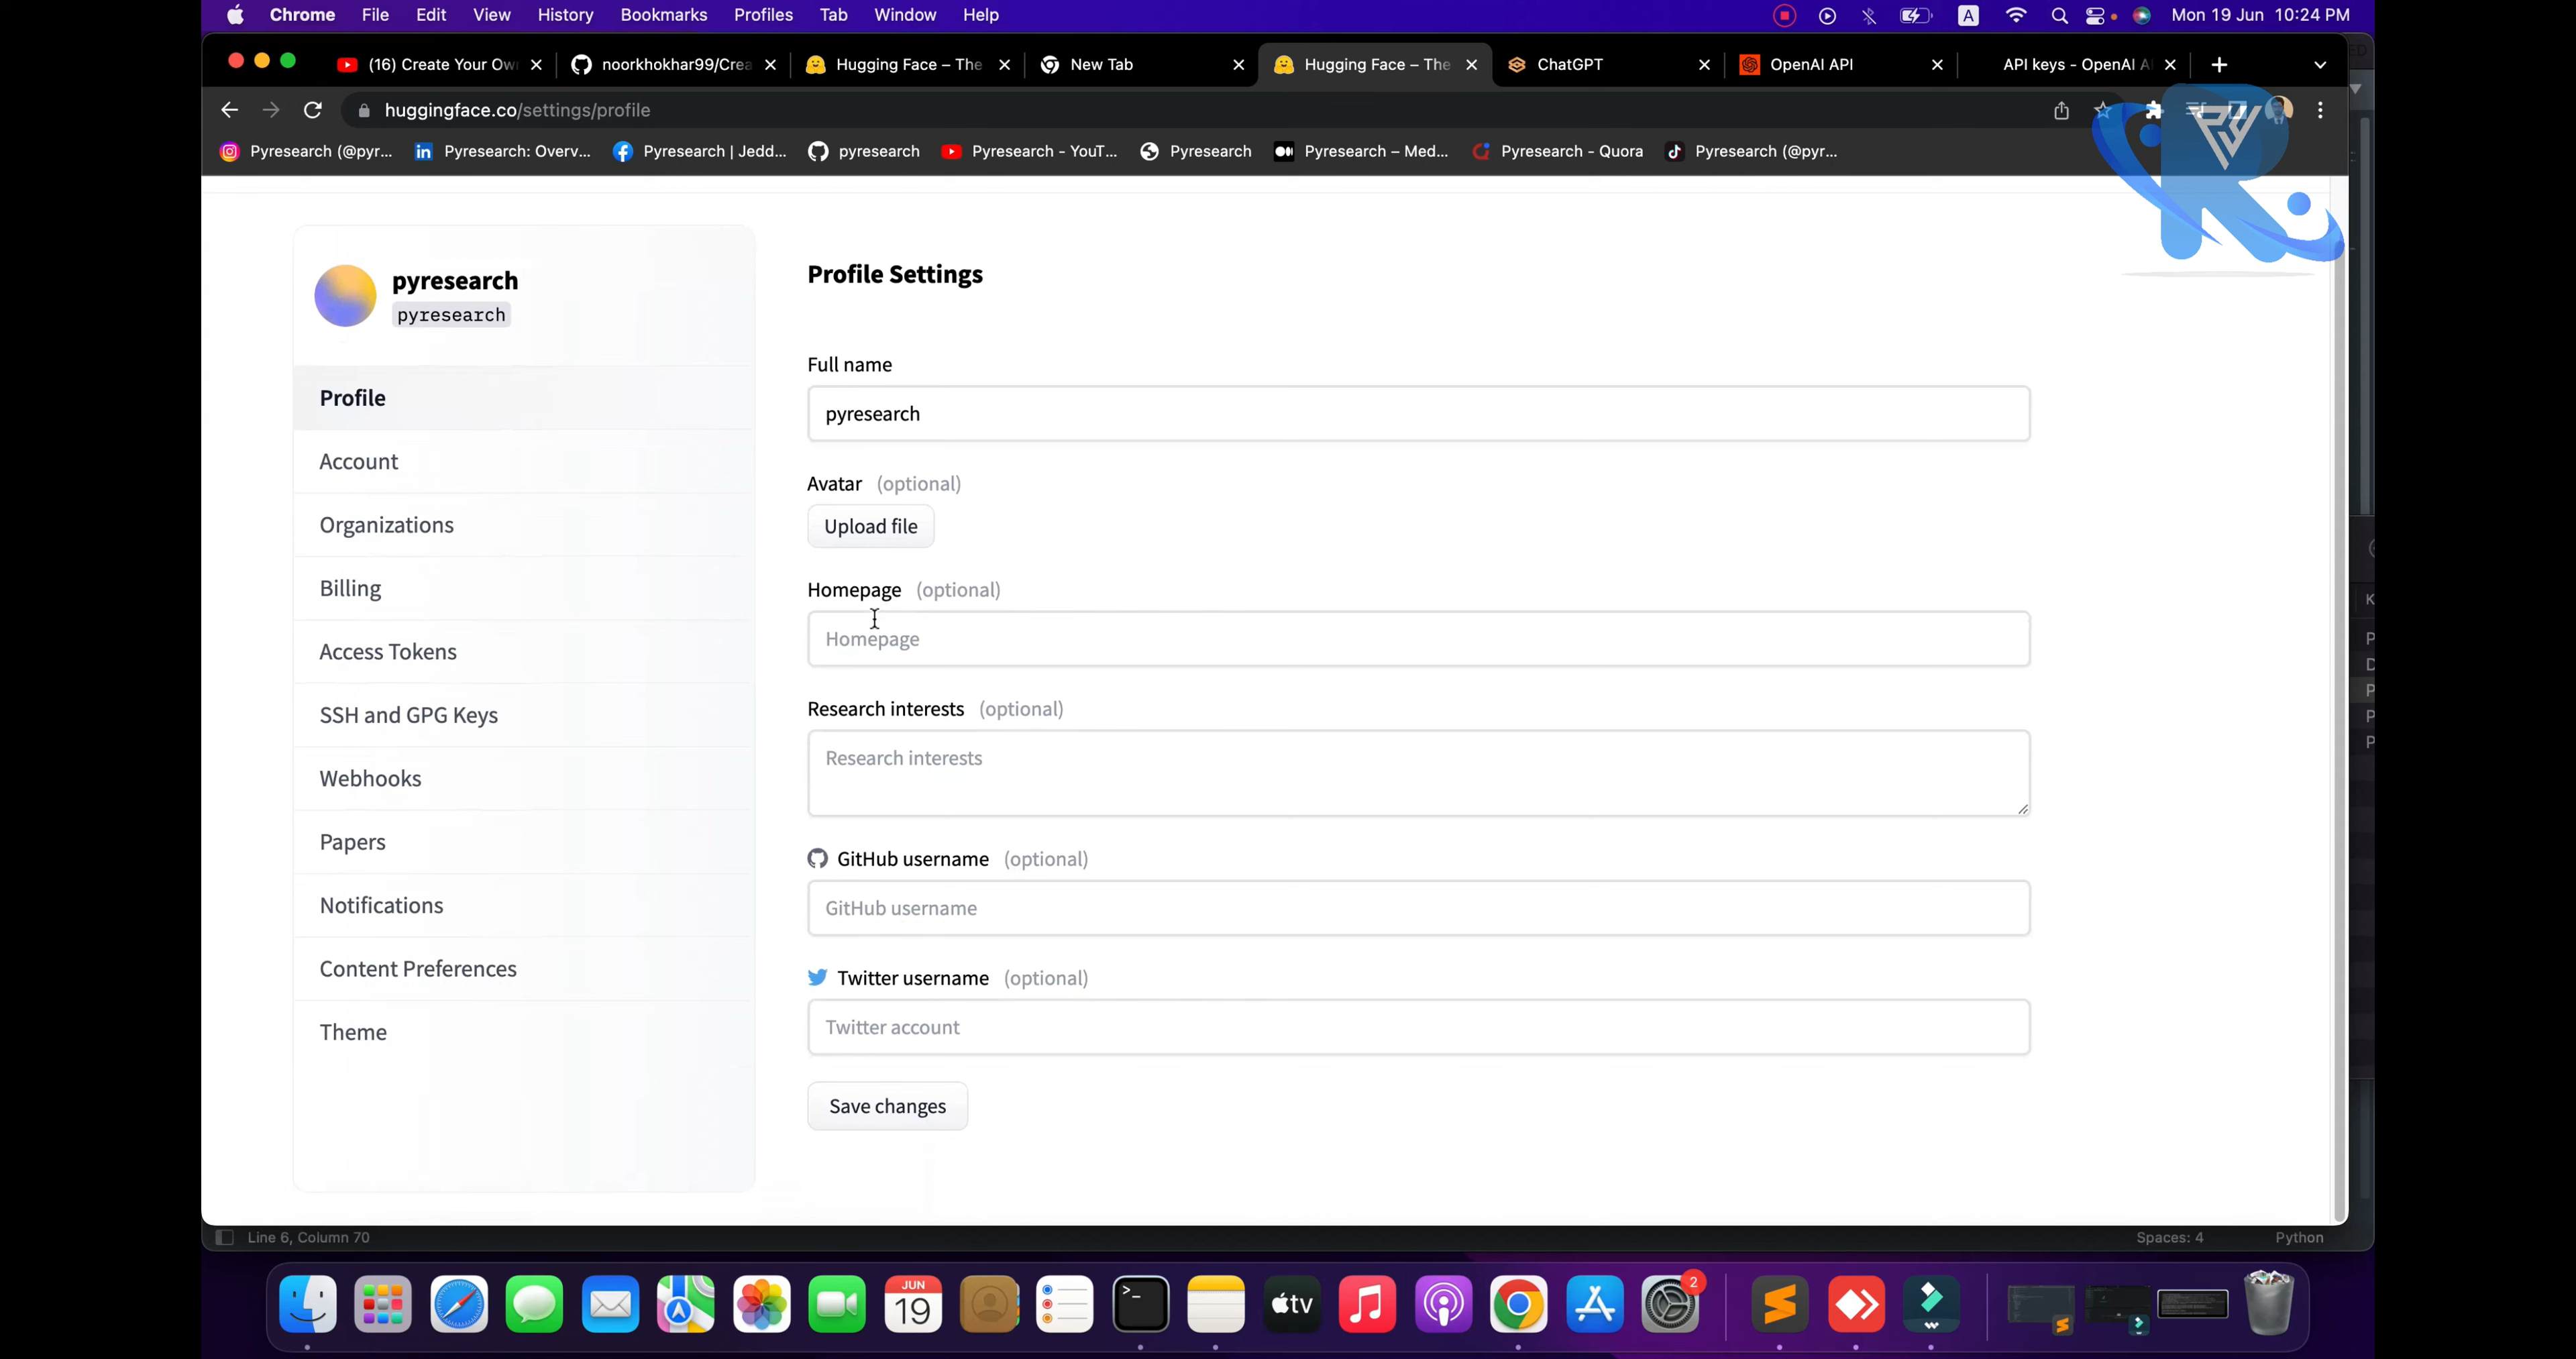 Chrome File Edit View History Bookmarks Profiles Tab Window Help A Mon 19 Jun 10:24 PM
(16) Create Your Own noorkhokhar99/Crea Hugging Face – The New Tab Hugging Face – The ChatGPT OpenAI API API keys - OpenAI A
huggingface.co/settings/profile
Pyresearch (@pyr... Pyresearch: Overv... Pyresearch | Jedd... pyresearch Pyresearch - YouT... Pyresearch Pyresearch – Med... Pyresearch - Quora Pyresearch (@pyr...
pyresearch
pyresearch
Profile
Account
Organizations
Billing
Access Tokens
SSH and GPG Keys
Webhooks
Papers
Notifications
Content Preferences
Theme
Profile Settings
Full name
pyresearch
Avatar (optional)
Upload file
Homepage (optional)
Homepage
Research interests (optional)
Research interests
GitHub username (optional)
GitHub username
Twitter username (optional)
Twitter account
Save changes
Line 6, Column 70 Spaces: 4 Python
JUN
19
tv
2